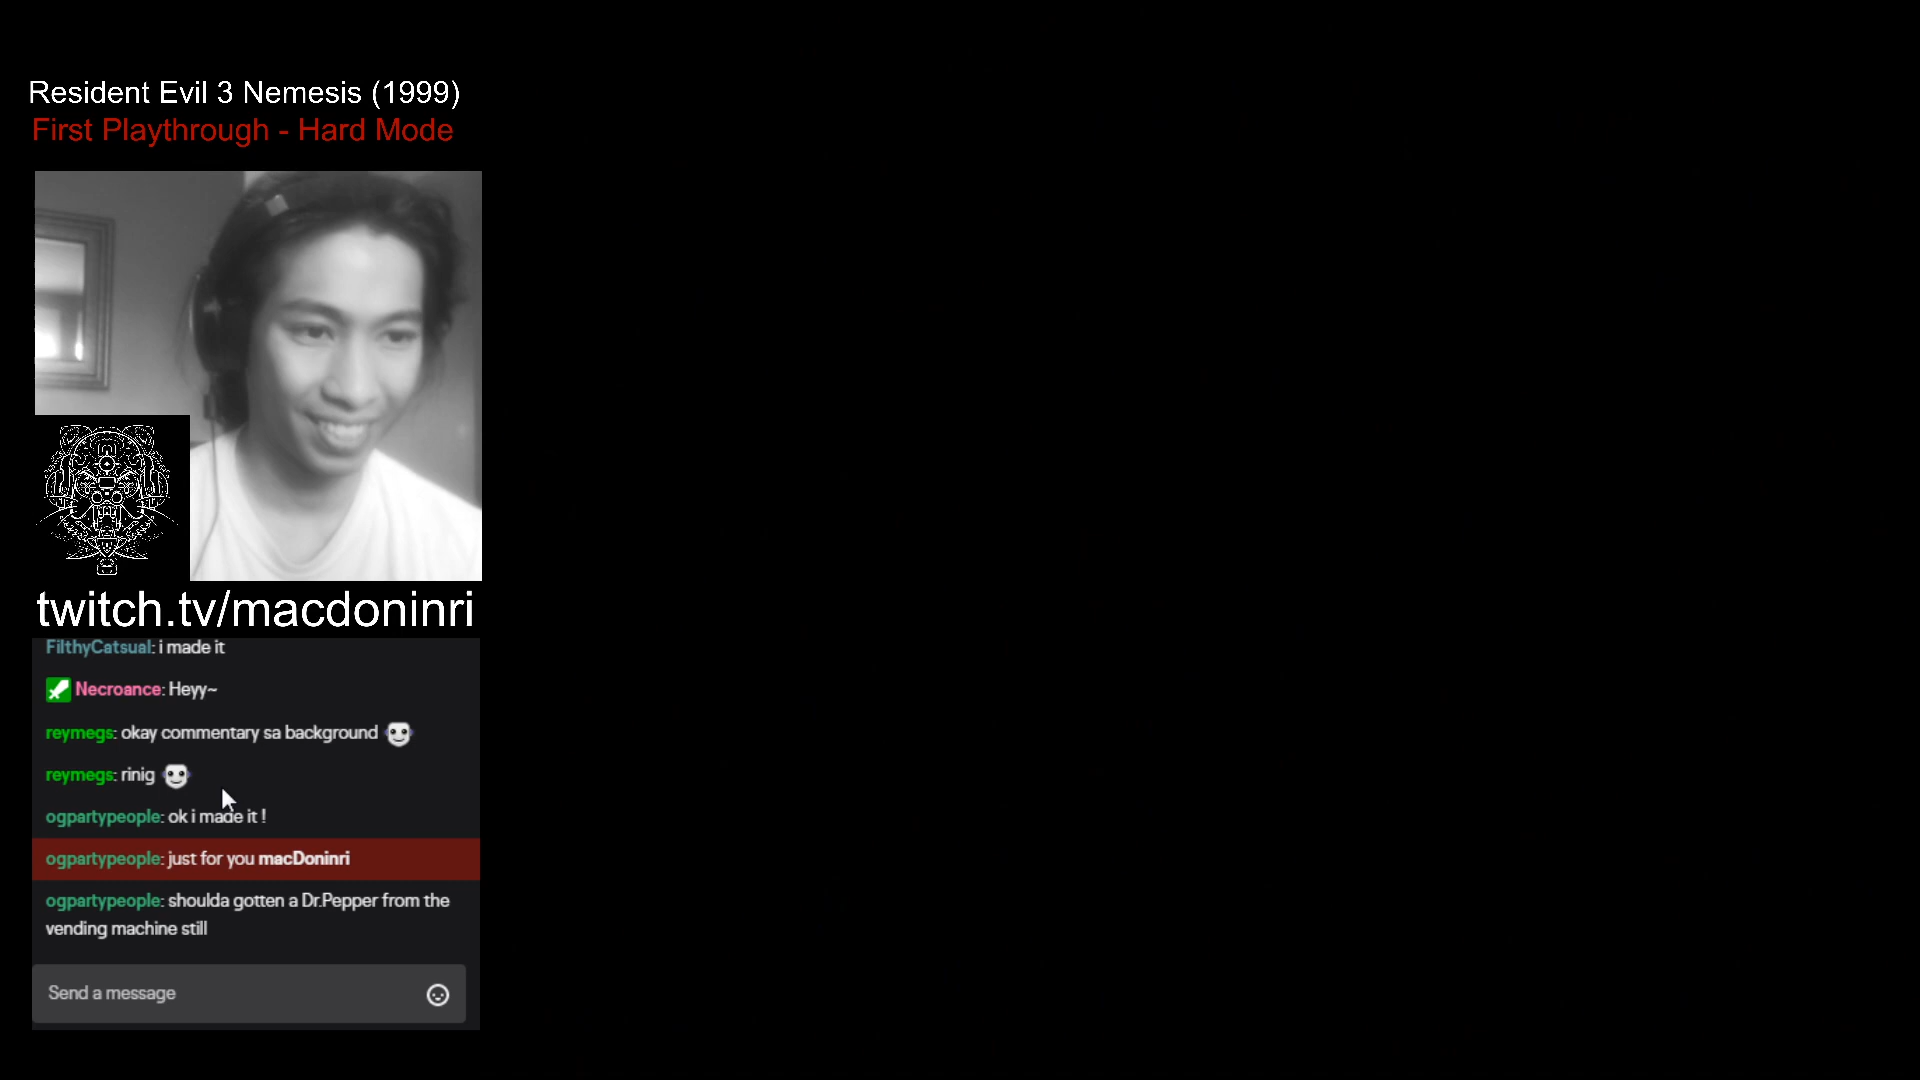 Resident Evil 3 Nemesis (1999)
First Playthrough - Hard Mode
twitch.tv/macdoninri
FilthyCatsual: i made it
Necroance: Heyy~
reymegs: okay commentary sa background
reymegs: rinig
ogpartypeople: ok i made it !
ogpartypeople: just for you macDoninri
ogpartypeople: shoulda gotten a Dr.Pepper from the
vending machine still
Send a message